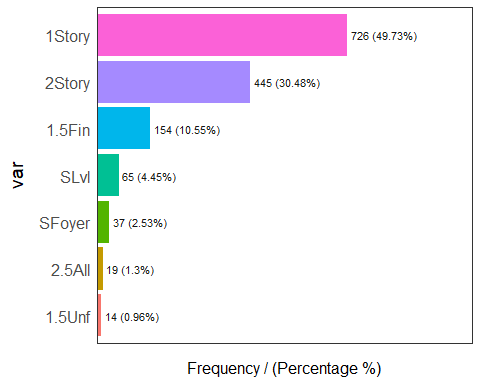 1Story 726 (49.73%)
2Story 445 (30.48%)
1.5Fin 154 (10.55%)
SLvl 65 (4.45%)
SFoyer 37 (2.53%)
2.5All 19 (1.3%)
1.5Unf 14 (0.96%)
var
Frequency / (Percentage %)